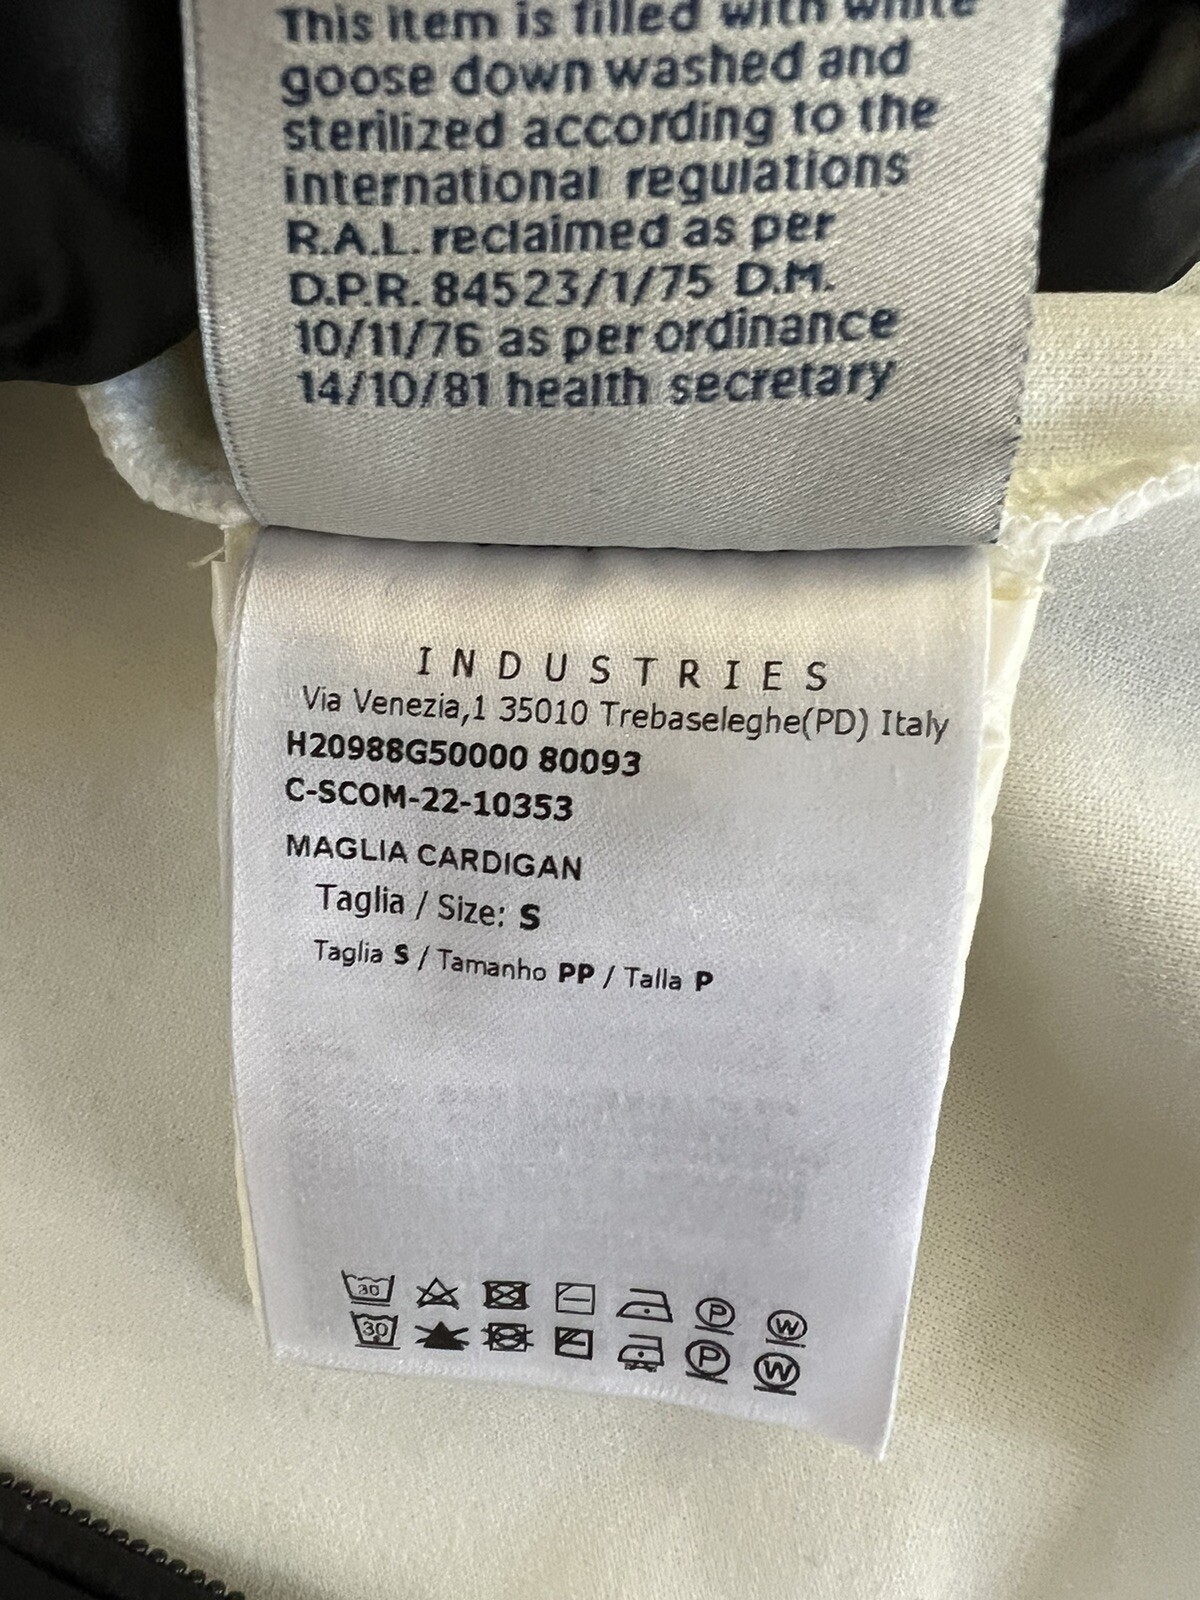 This item is filled with white
goose down washed and
sterilized according to the
international regulations
R.A.L. reclaimed as per
D.P.R. 84523/1/75 D.M.
10/11/76 as per ordinance
14/10/81 health secretary
INDUSTRIES
Via Venezia,1 35010 Trebaseleghe(PD) Italy
H20988G50000 80093
C-SCOM-22-10353
MAGLIA CARDIGAN
Taglia / Size: S
Taglia S / Tamanho PP / Talla P
30 P W
30 P W